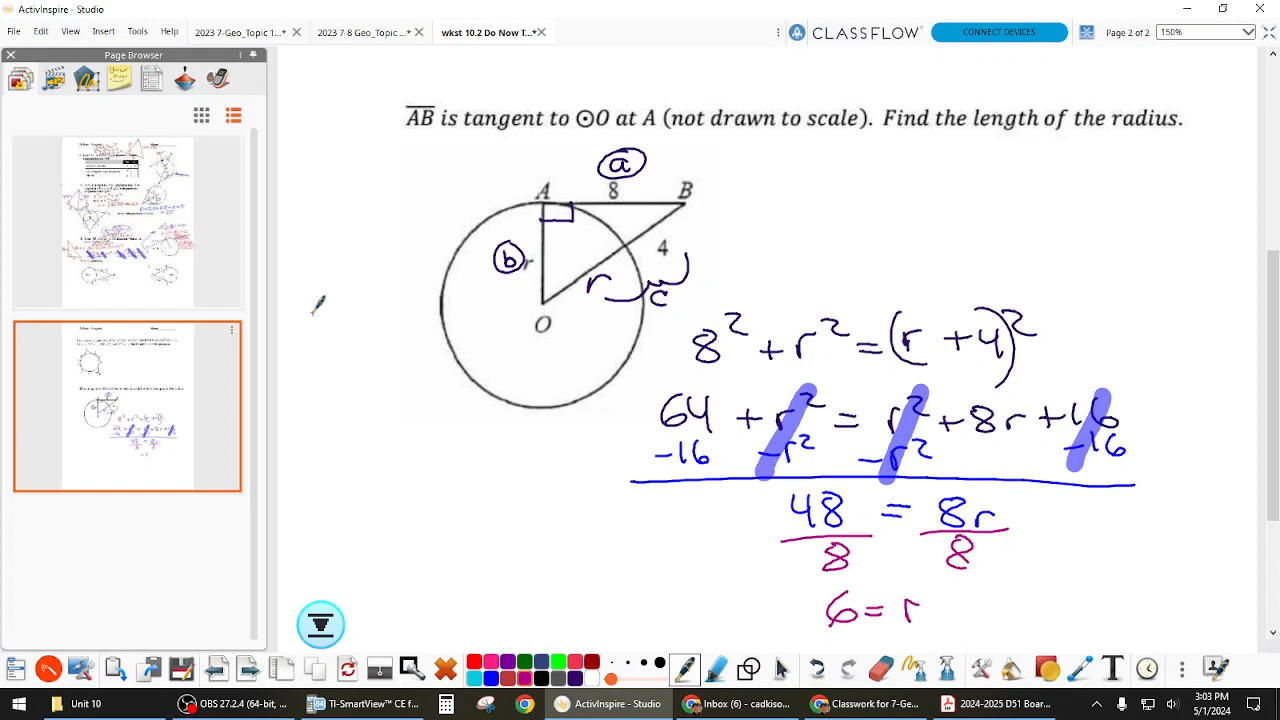 ActivInspire - Studio
File Edit View Insert Tools Help
2023 7-Geo_Topic 1...* 2023 7-8 Geo_Topic ...* wkst 10.2 Do Now T...*
CLASSFLOW CONNECT DEVICES Page 2 of 2 150%
Page Browser
AB is tangent to ⊙O at A (not drawn to scale). Find the length of the radius.
a
A 8 B
b r 4
r c
O
8² + r² = (r + 4)²
64 + r² = r² + 8r + 16
-16 -r² -r² -16
48 = 8r
8 8
6 = r
Unit 10 OBS 27.2.4 (64-bit, ... TI-SmartView™ CE f... ActivInspire - Studio Inbox (6) - cadkiso... Classwork for 7-Ge... 2024-2025 D51 Boar...
3:03 PM
5/1/2024